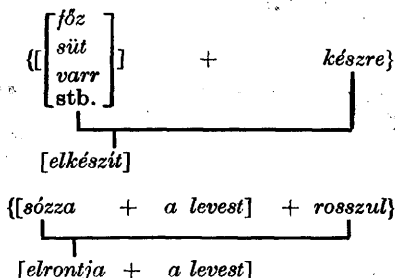 főz
süt
{[varr] + készre}
stb.
[elkészít]
{[sózza + a levest] + rosszul}
[elrontja + a levest]